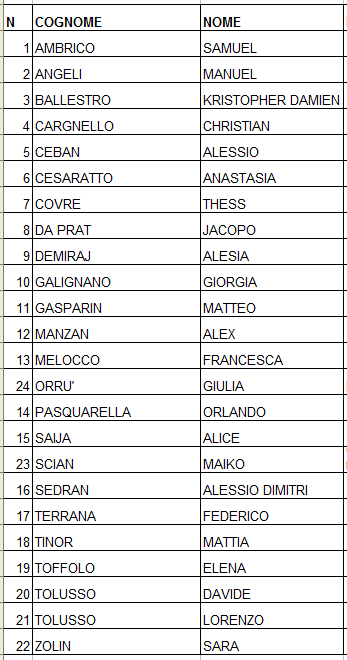 N COGNOME NOME
1 AMBRICO SAMUEL
2 ANGELI MANUEL
3 BALLESTRO KRISTOPHER DAMIEN
4 CARGNELLO CHRISTIAN
5 CEBAN ALESSIO
6 CESARATTO ANASTASIA
7 COVRE THESS
8 DA PRAT JACOPO
9 DEMIRAJ ALESIA
10 GALIGNANO GIORGIA
11 GASPARIN MATTEO
12 MANZAN ALEX
13 MELOCCO FRANCESCA
24 ORRU' GIULIA
14 PASQUARELLA ORLANDO
15 SAIJA ALICE
23 SCIAN MAIKO
16 SEDRAN ALESSIO DIMITRI
17 TERRANA FEDERICO
18 TINOR MATTIA
19 TOFFOLO ELENA
20 TOLUSSO DAVIDE
21 TOLUSSO LORENZO
22 ZOLIN SARA